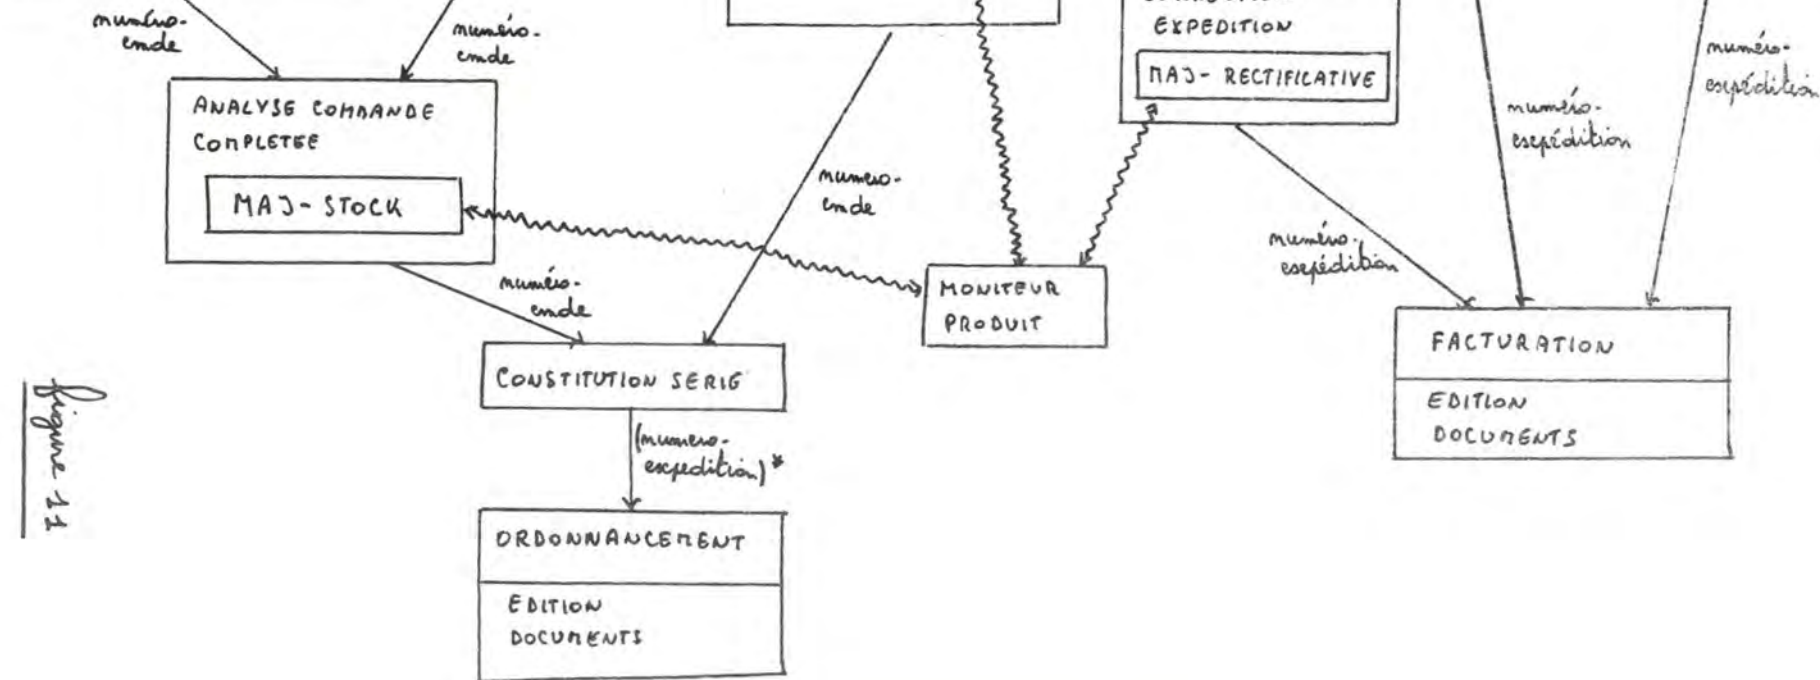 numéro-
cmde
numéro-
cmde
EXPEDITION
MAJ- RECTIFICATIVE
numéro-
expédition
numéro-
expédition
ANALYSE COMMANDE
COMPLETEE
MAJ-STOCK
numéro-
cmde
numéro-
expédition
numéro-
cmde
MONITEUR
PRODUIT
FACTURATION
EDITION
DOCUMENTS
CONSTITUTION SERIE
(numero-
expedition)*
figure 11
ORDONNANCEMENT
EDITION
DOCUMENTS